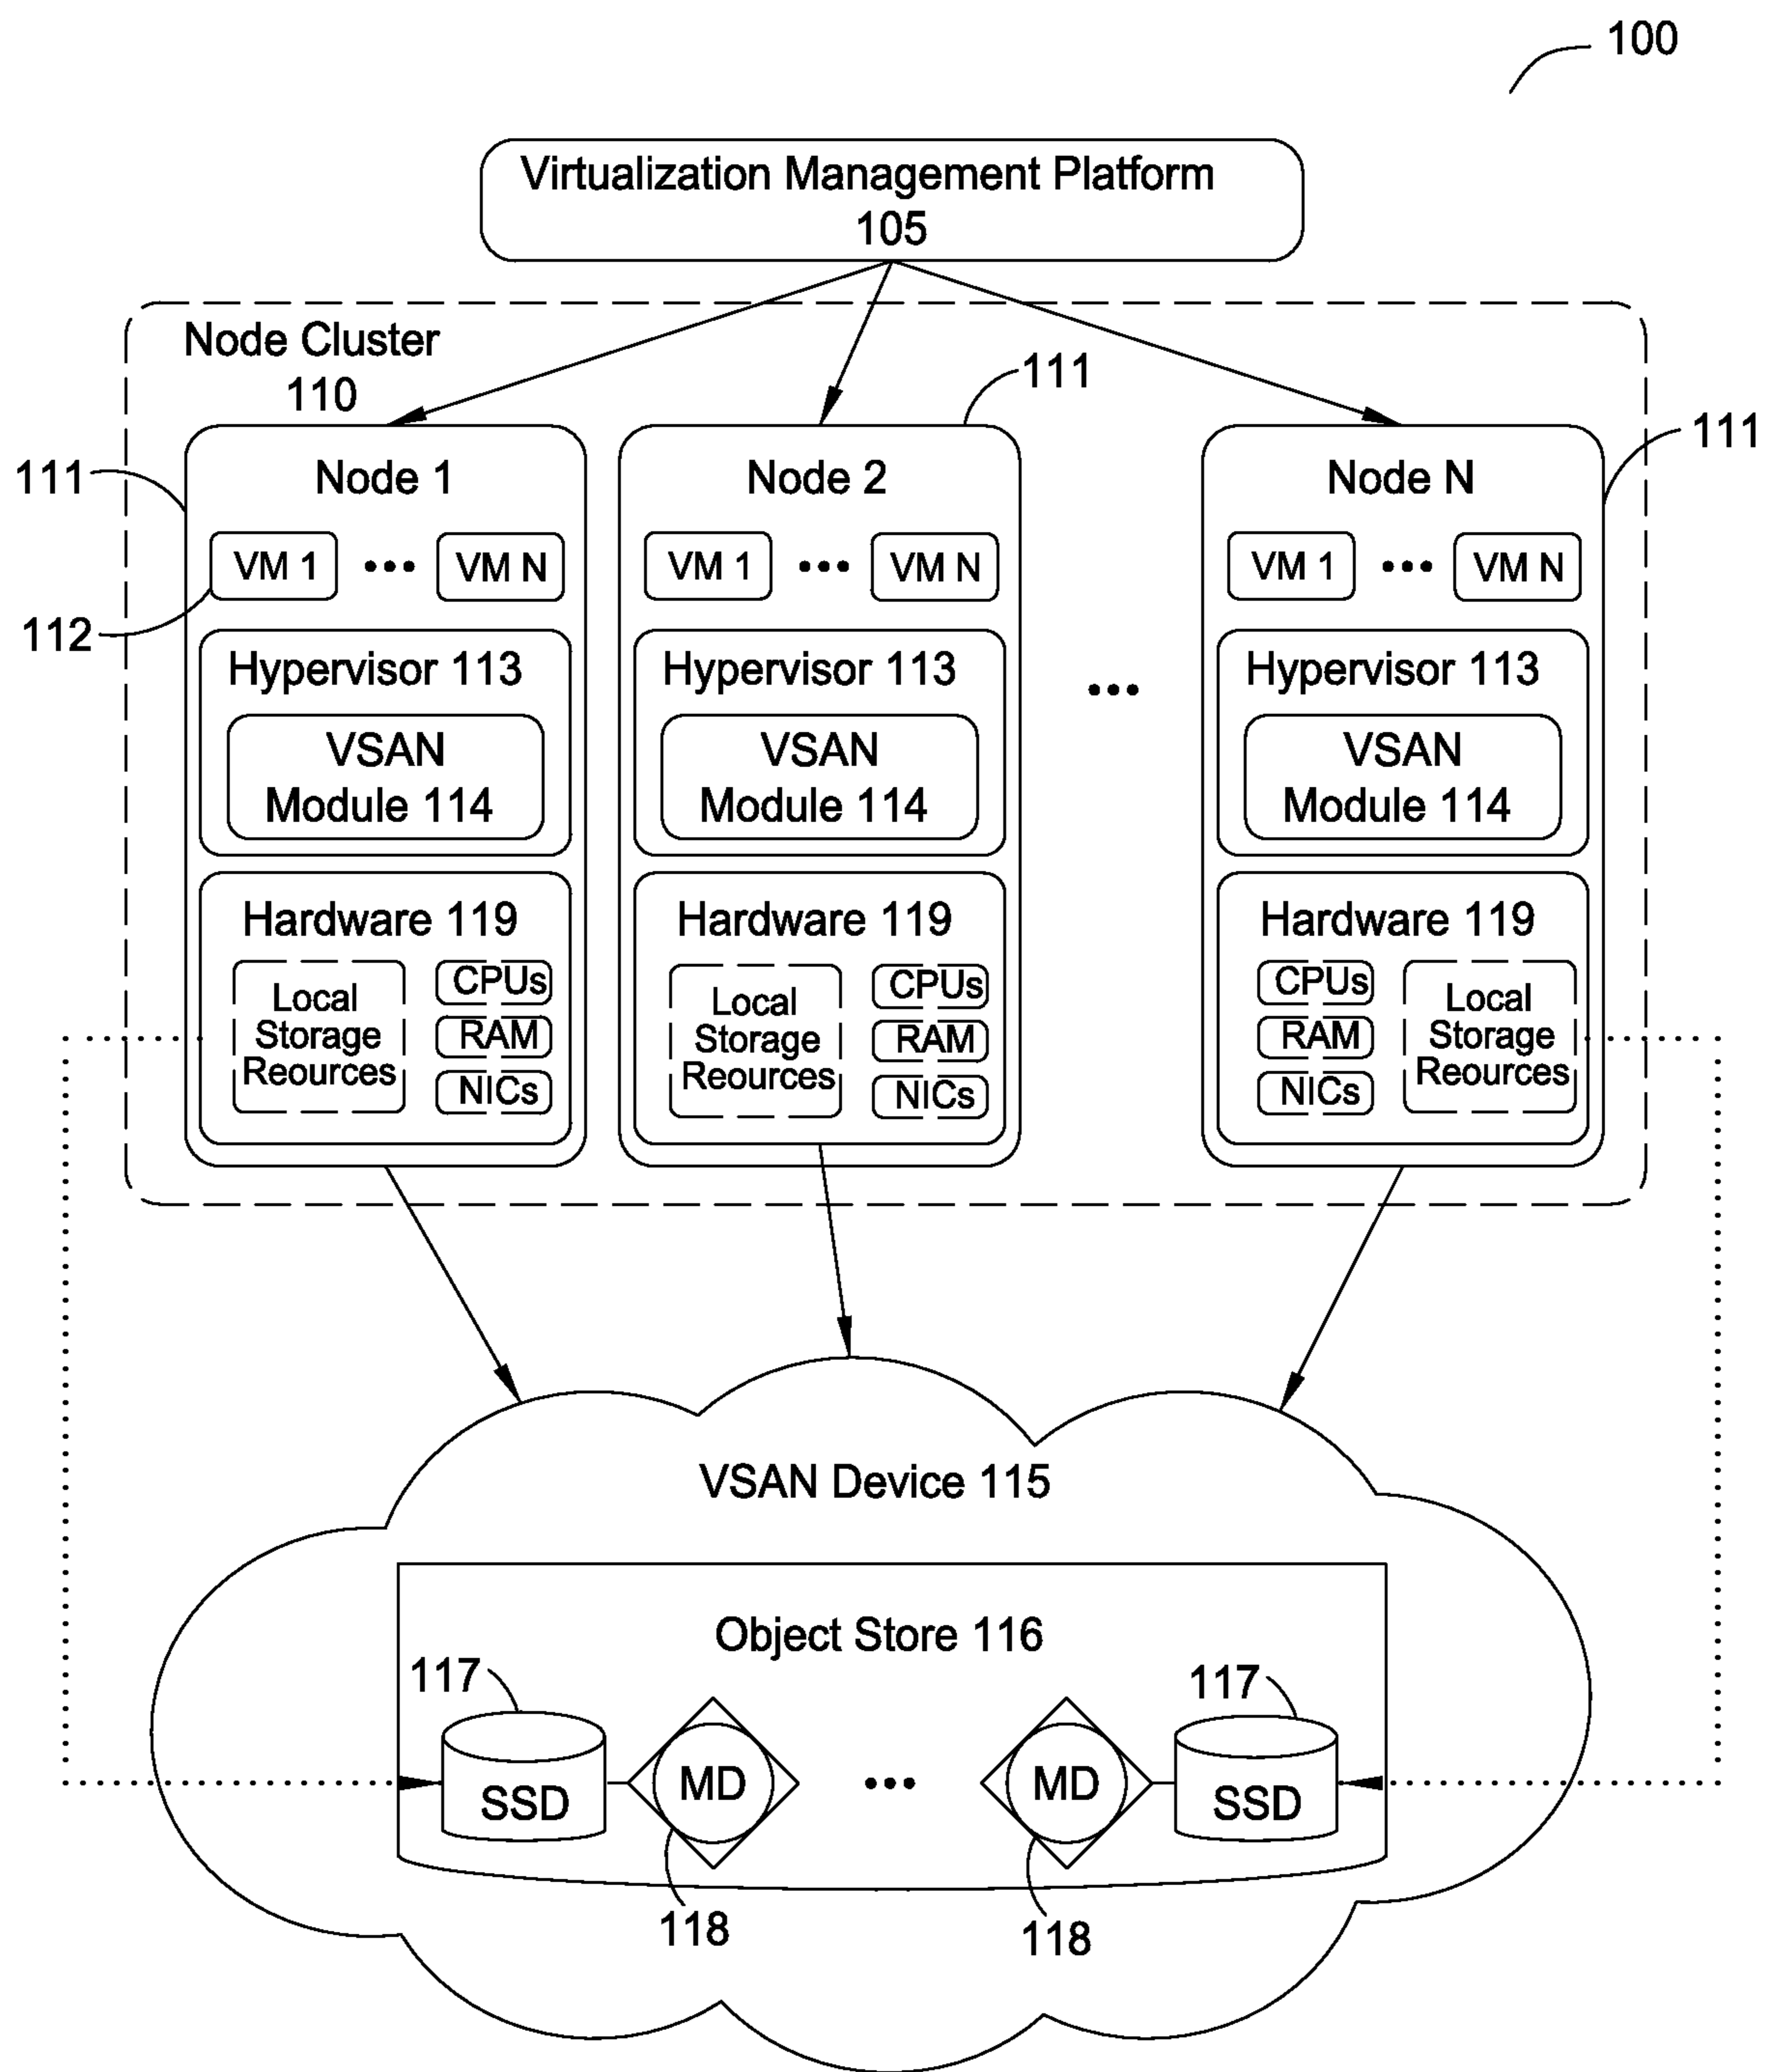 100
Virtualization Management Platform
105
Node Cluster
110
111
111
111
Node 1
VM 1 ••• VM N
112
Hypervisor 113
VSAN
Module 114
Hardware 119
Local
Storage
Reources
CPUs
RAM
NICs
Node 2
VM 1 ••• VM N
Hypervisor 113
VSAN
Module 114
Hardware 119
Local
Storage
Reources
CPUs
RAM
NICs
•••
Node N
VM 1 ••• VM N
Hypervisor 113
VSAN
Module 114
Hardware 119
CPUs
RAM
NICs
Local
Storage
Reources
VSAN Device 115
Object Store 116
117
117
SSD
MD
•••
MD
SSD
118
118